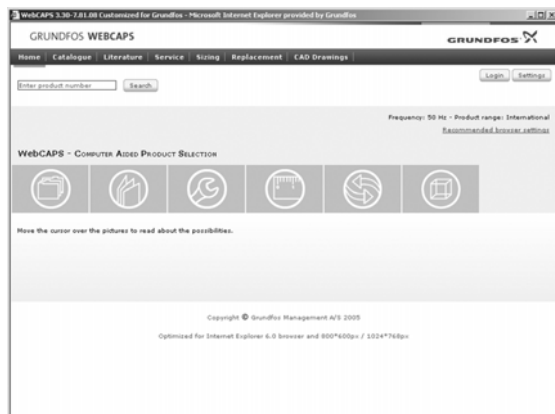 WebCAPS 3.30-7.01.08 Customized for Grundfos - Microsoft Internet Explorer provided by Grundfos
GRUNDFOS WEBCAPS
GRUNDFOS
Home Catalogue Literature Service Sizing Replacement CAD Drawings
Login Settings
Enter product number Search
Frequency: 50 Hz - Product range: International
Recommended browser settings
WebCAPS - Computer Aided Product Selection
Move the cursor over the pictures to read about the possibilities.
Copyright © Grundfos Management A/S 2005
Optimized for Internet Explorer 6.0 browser and 800*600px / 1024*768px